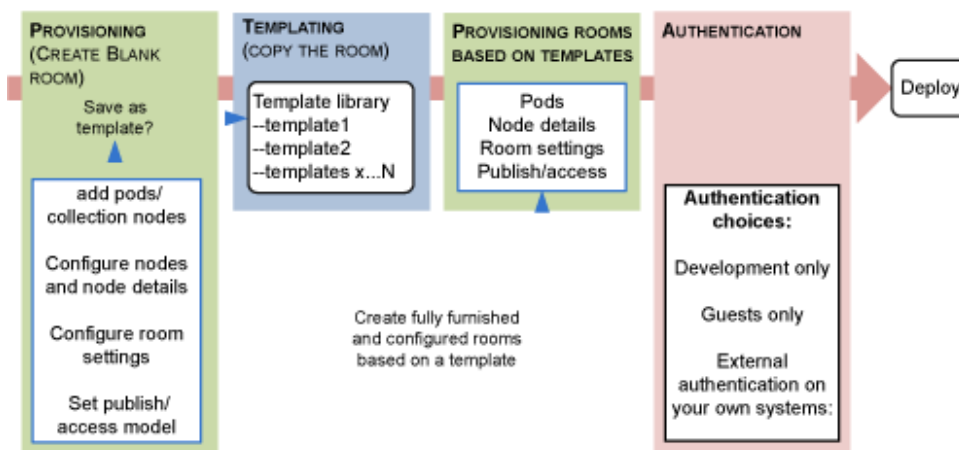 PROVISIONING
(CREATE BLANK
ROOM)
Save as
template?
add pods/
collection nodes
Configure nodes
and node details
Configure room
settings
Set publish/
access model
TEMPLATING
(COPY THE ROOM)
Template library
--template1
--template2
--templates x...N
PROVISIONING ROOMS
BASED ON TEMPLATES
Pods
Node details
Room settings
Publish/access
Create fully furnished
and configured rooms
based on a template
AUTHENTICATION
Authentication
choices:
Development only
Guests only
External
authentication on
your own systems:
Deploy